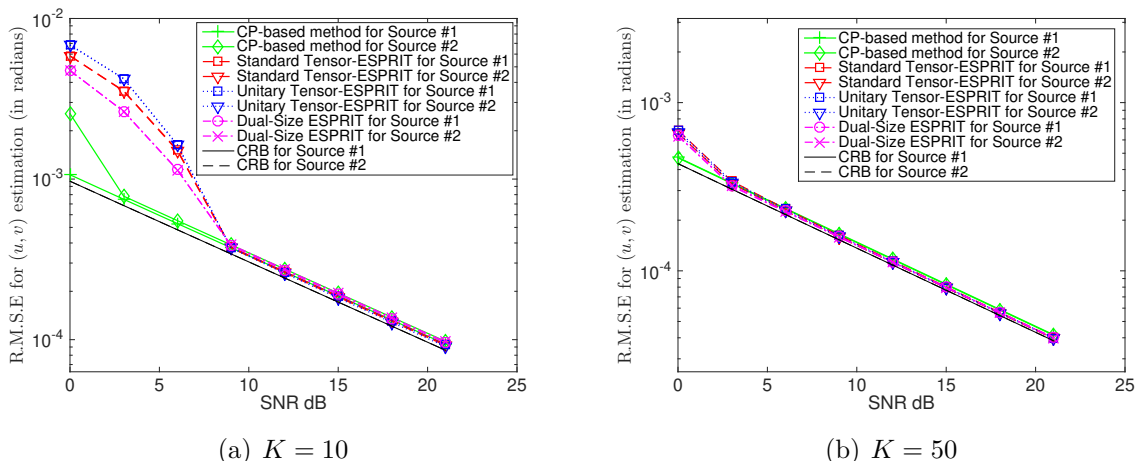 10^-2
10^-3
10^-4
R.M.S.E for (u, v) estimation (in radians)
CP-based method for Source #1
CP-based method for Source #2
Standard Tensor-ESPRIT for Source #1
Standard Tensor-ESPRIT for Source #2
Unitary Tensor-ESPRIT for Source #1
Unitary Tensor-ESPRIT for Source #2
Dual-Size ESPRIT for Source #1
Dual-Size ESPRIT for Source #2
CRB for Source #1
CRB for Source #2
0 5 10 15 20 25
SNR dB
(a) K = 10
10^-3
10^-4
R.M.S.E for (u, v) estimation (in radians)
CP-based method for Source #1
CP-based method for Source #2
Standard Tensor-ESPRIT for Source #1
Standard Tensor-ESPRIT for Source #2
Unitary Tensor-ESPRIT for Source #1
Unitary Tensor-ESPRIT for Source #2
Dual-Size ESPRIT for Source #1
Dual-Size ESPRIT for Source #2
CRB for Source #1
CRB for Source #2
0 5 10 15 20 25
SNR dB
(b) K = 50